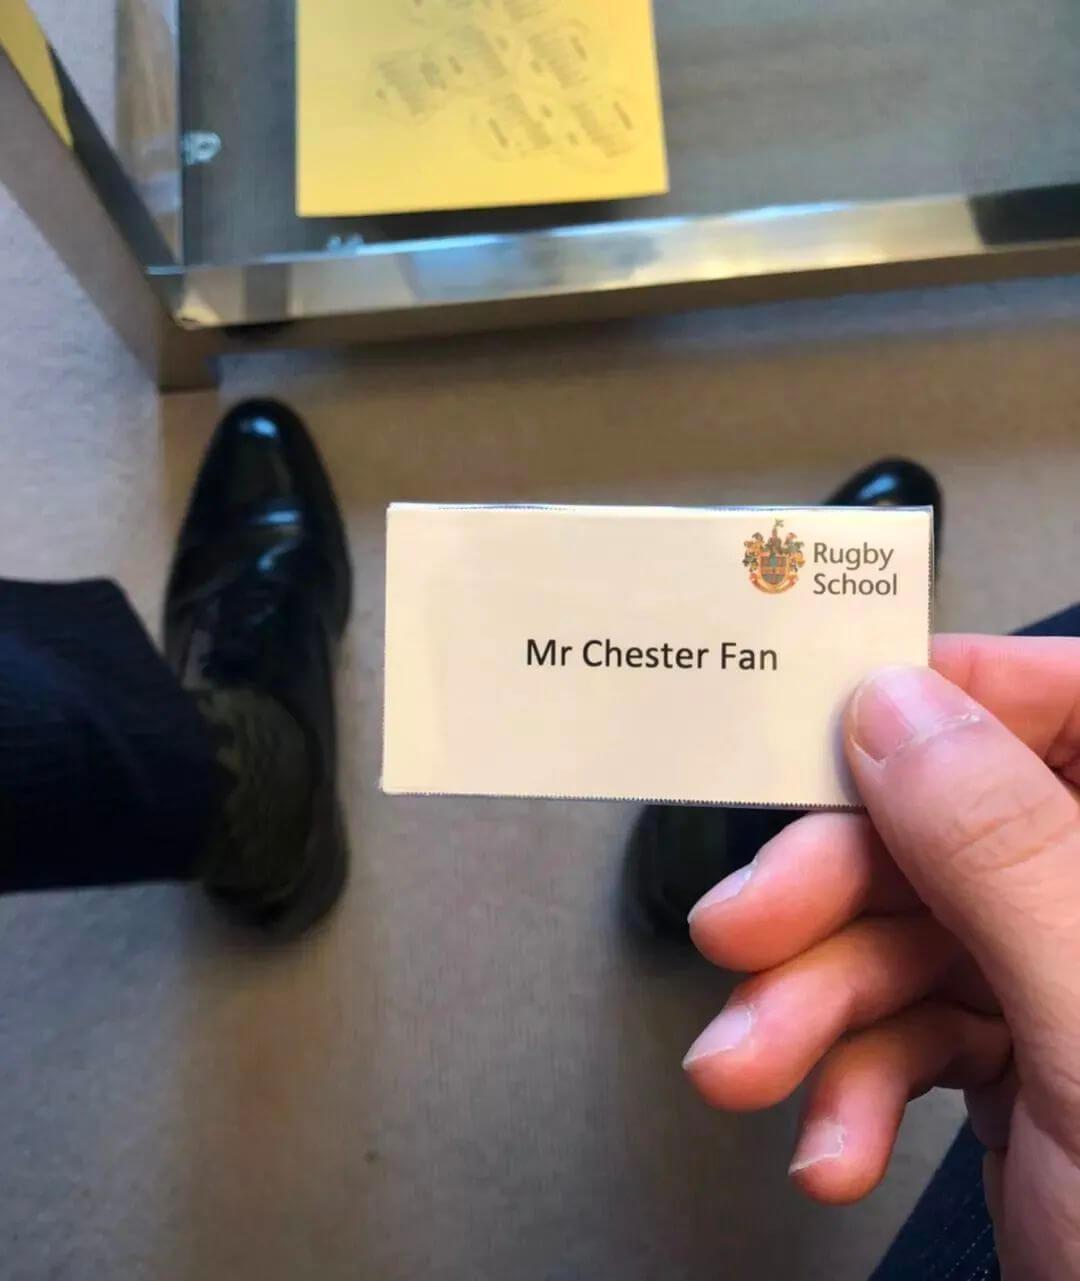 Rugby
School
Mr Chester Fan